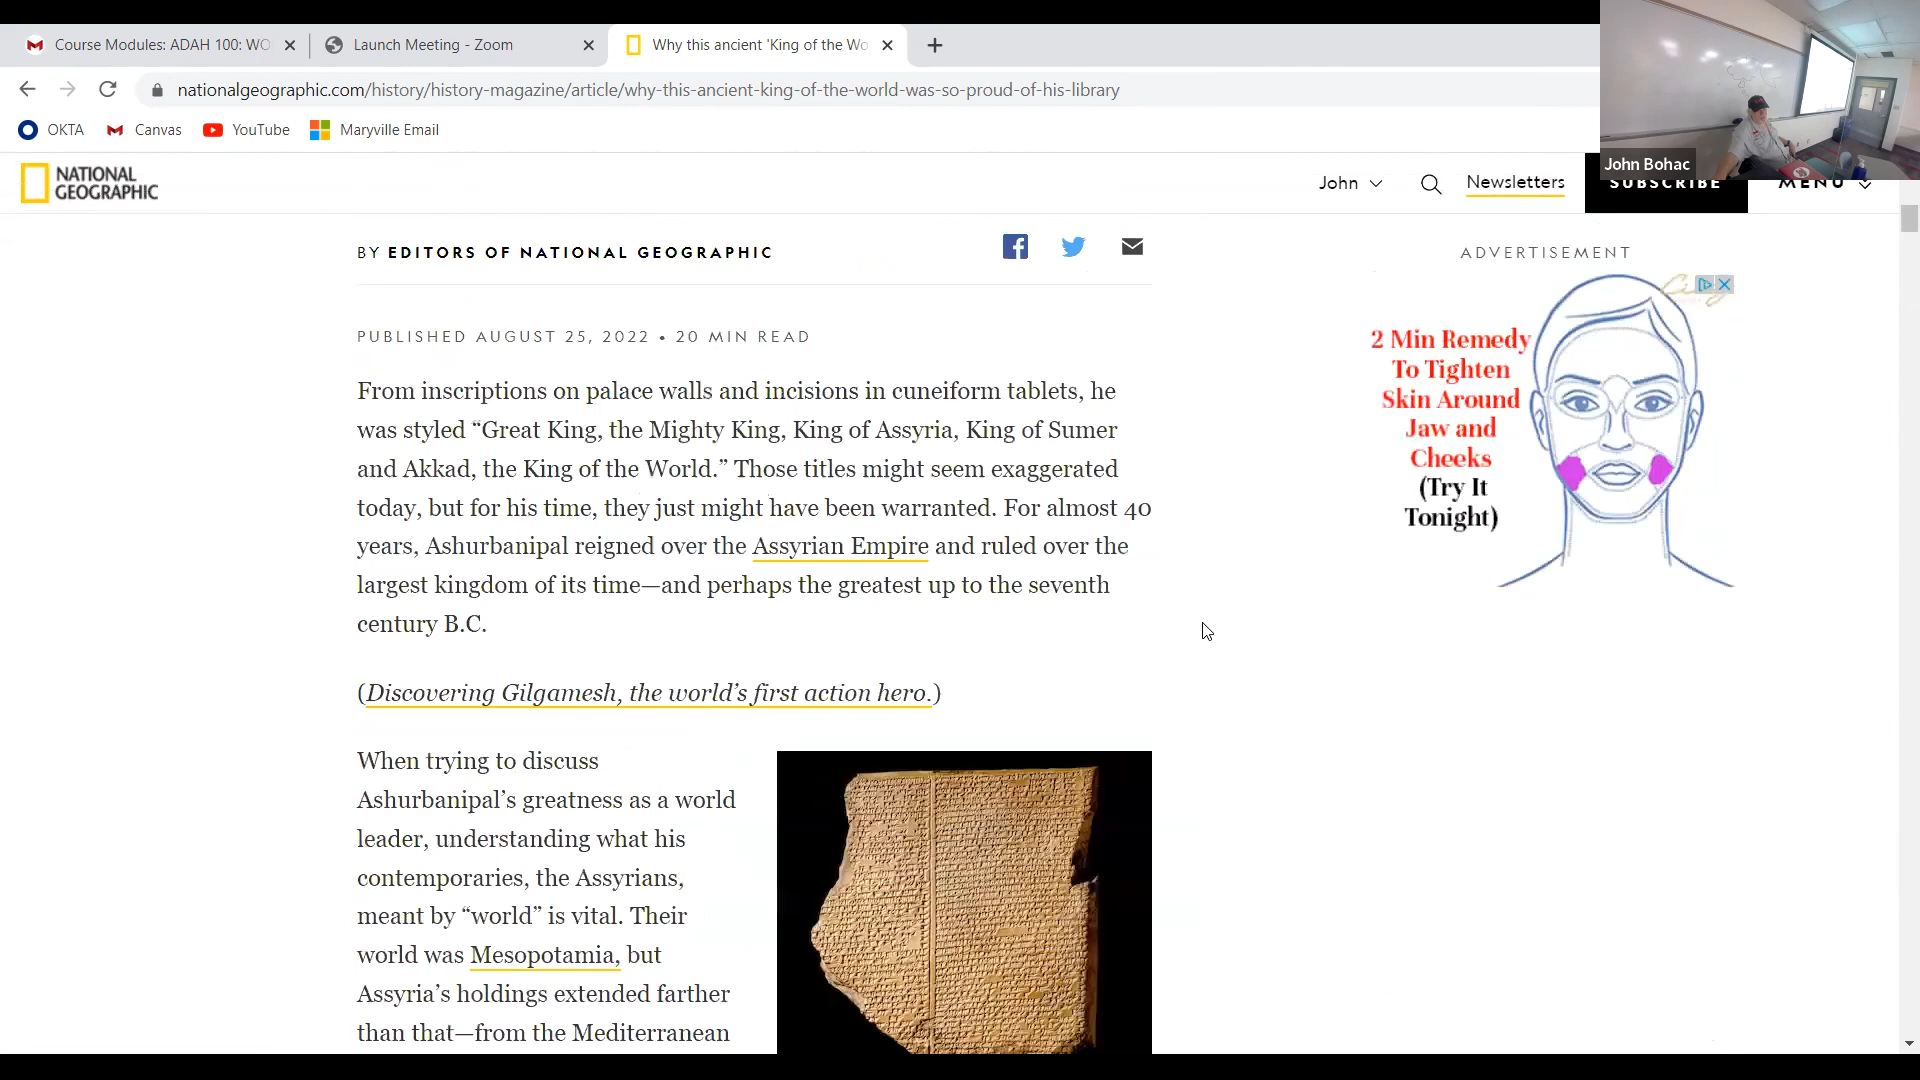 Course Modules: ADAH 100: WO
Launch Meeting - Zoom
Why this ancient 'King of the Wo
nationalgeographic.com/history/history-magazine/article/why-this-ancient-king-of-the-world-was-so-proud-of-his-library
OKTA
Canvas
YouTube
Maryville Email
John Bohac
NATIONAL
GEOGRAPHIC
John
Newsletters
SUBSCRIBE
MENU
BY EDITORS OF NATIONAL GEOGRAPHIC
ADVERTISEMENT
PUBLISHED AUGUST 25, 2022 • 20 MIN READ
From inscriptions on palace walls and incisions in cuneiform tablets, he
was styled “Great King, the Mighty King, King of Assyria, King of Sumer
and Akkad, the King of the World.” Those titles might seem exaggerated
today, but for his time, they just might have been warranted. For almost 40
years, Ashurbanipal reigned over the Assyrian Empire and ruled over the
largest kingdom of its time—and perhaps the greatest up to the seventh
century B.C.
(Discovering Gilgamesh, the world’s first action hero.)
When trying to discuss
Ashurbanipal’s greatness as a world
leader, understanding what his
contemporaries, the Assyrians,
meant by “world” is vital. Their
world was Mesopotamia, but
Assyria’s holdings extended farther
than that—from the Mediterranean
2 Min Remedy
To Tighten
Skin Around
Jaw and
Cheeks
(Try It
Tonight)